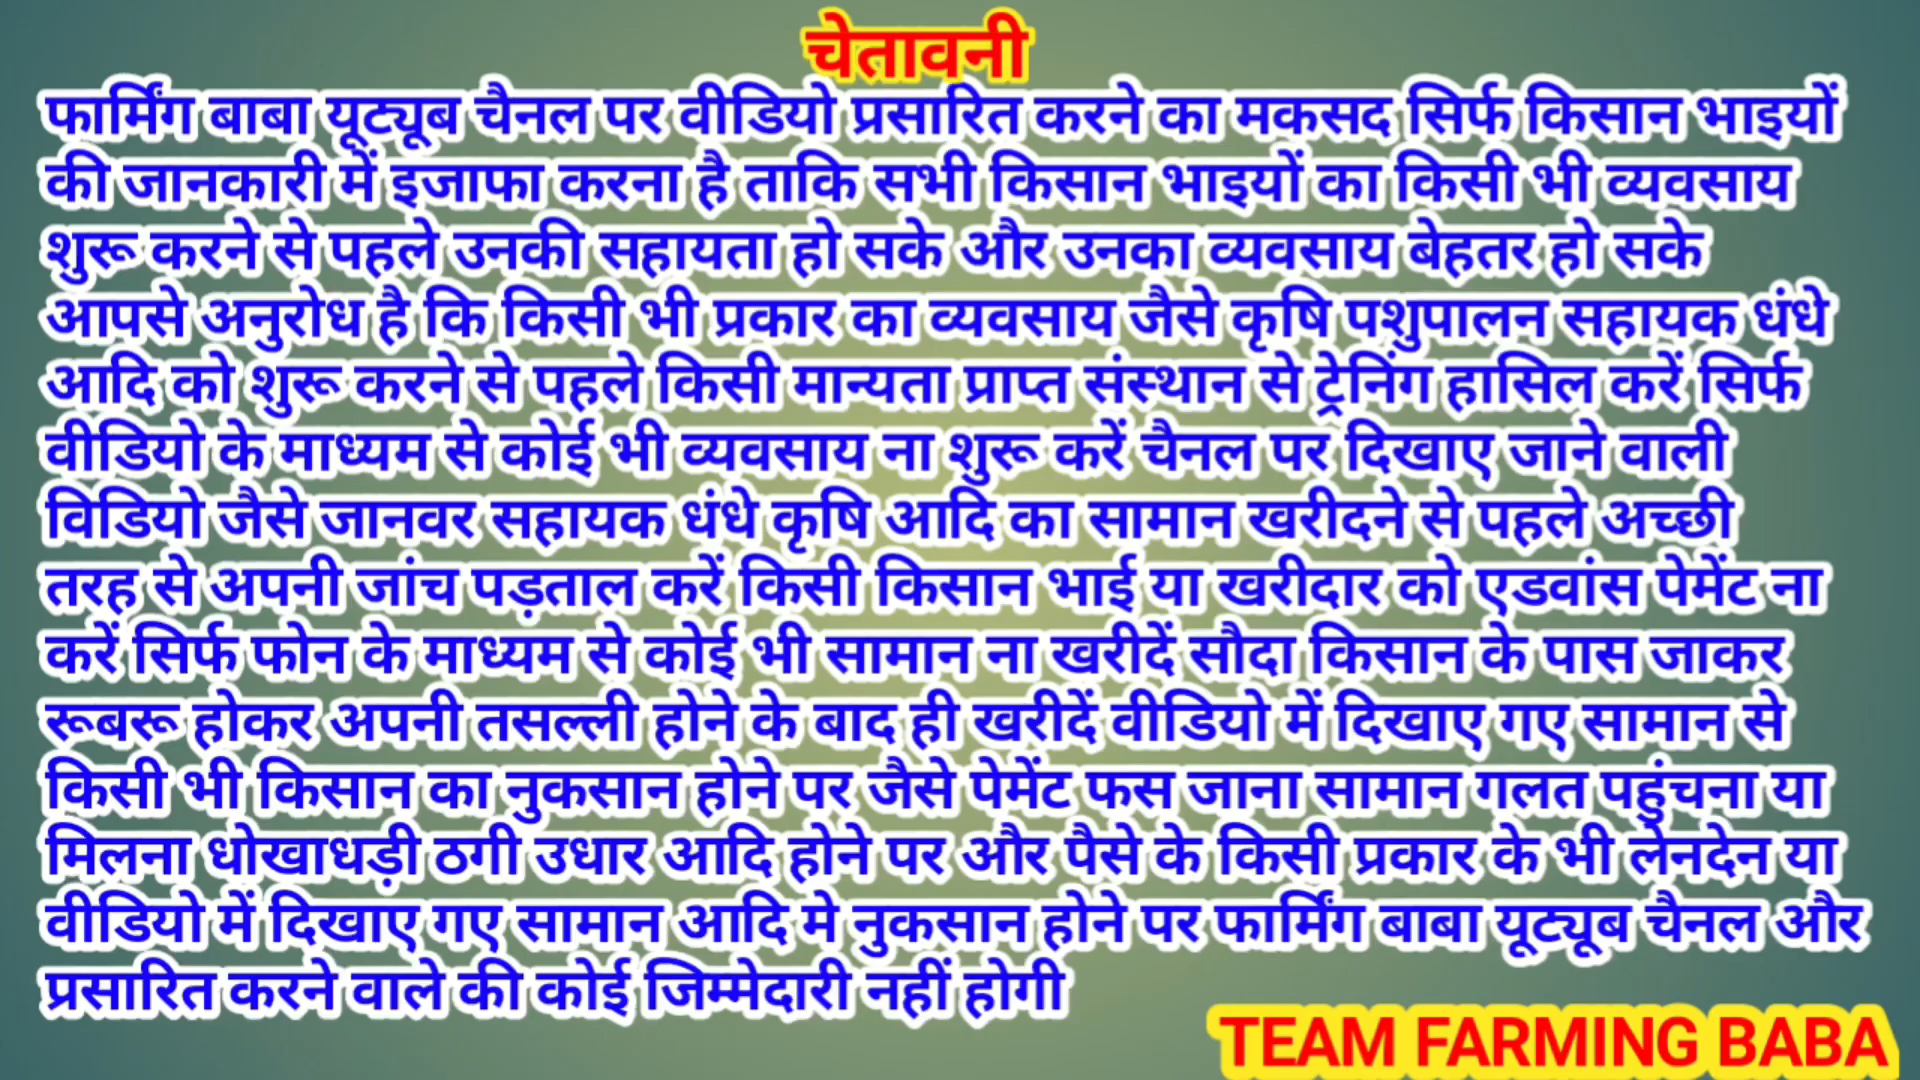 चेतावनी
फार्मिंग बाबा यूट्यूब चैनल पर वीडियो प्रसारित करने का मकसद सिर्फ किसान भाइयों
की जानकारी में इजाफा करना है ताकि सभी किसान भाइयों का किसी भी व्यवसाय
शुरू करने से पहले उनकी सहायता हो सके और उनका व्यवसाय बेहतर हो सके
आपसे अनुरोध है कि किसी भी प्रकार का व्यवसाय जैसे कृषि पशुपालन सहायक धंधे
आदि को शुरू करने से पहले किसी मान्यता प्राप्त संस्थान से ट्रेनिंग हासिल करें सिर्फ
वीडियो के माध्यम से कोई भी व्यवसाय ना शुरू करें चैनल पर दिखाए जाने वाली
विडियो जैसे जानवर सहायक धंधे कृषि आदि का सामान खरीदने से पहले अच्छी
तरह से अपनी जांच पड़ताल करें किसी किसान भाई या खरीदार को एडवांस पेमेंट ना
करें सिर्फ फोन के माध्यम से कोई भी सामान ना खरीदें सौदा किसान के पास जाकर
रूबरू होकर अपनी तसल्ली होने के बाद ही खरीदें वीडियो में दिखाए गए सामान से
किसी भी किसान का नुकसान होने पर जैसे पेमेंट फस जाना सामान गलत पहुंचना या
मिलना धोखाधड़ी ठगी उधार आदि होने पर और पैसे के किसी प्रकार के भी लेनदेन या
वीडियो में दिखाए गए सामान आदि मे नुकसान होने पर फार्मिंग बाबा यूट्यूब चैनल और
प्रसारित करने वाले की कोई जिम्मेदारी नहीं होगी
TEAM FARMING BABA